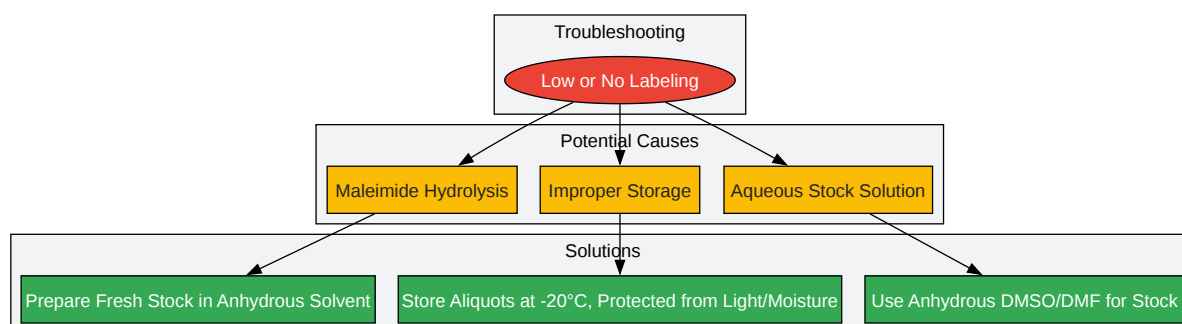 Troubleshooting
Low or No Labeling
Potential Causes
Maleimide Hydrolysis
Improper Storage
Aqueous Stock Solution
Solutions
Prepare Fresh Stock in Anhydrous Solvent
Store Aliquots at -20°C, Protected from Light/Moisture
Use Anhydrous DMSO/DMF for Stock